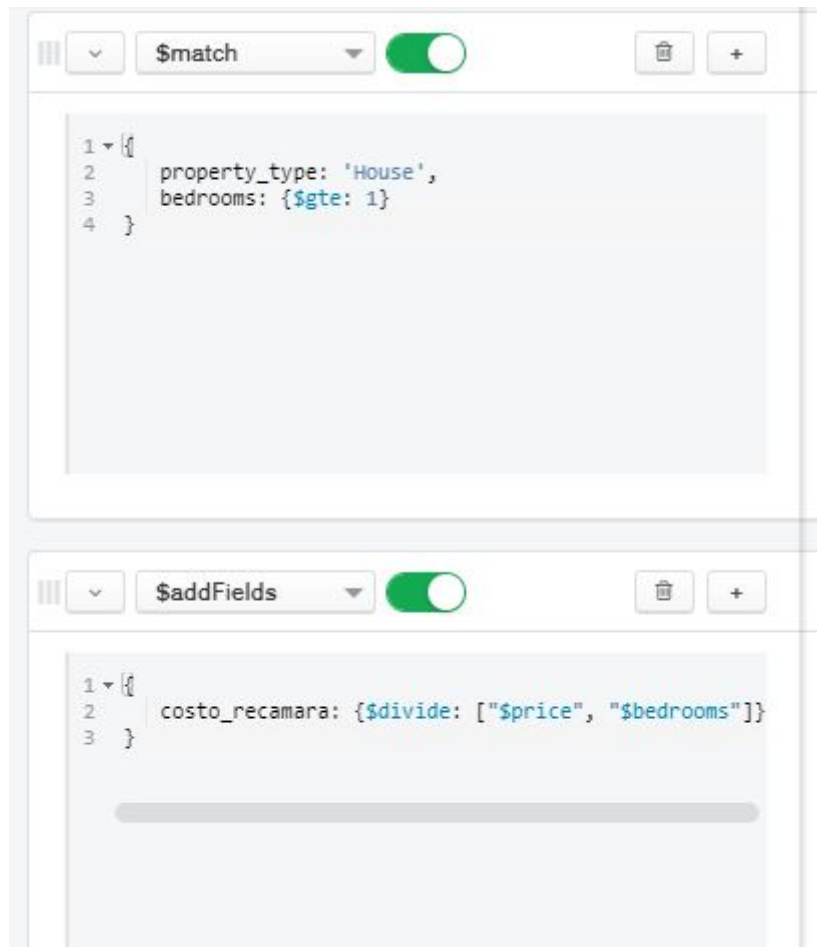 $match
+
1 {
2 property_type: 'House',
3 bedrooms: {$gte: 1}
4 }
$addFields
+
1 {
2 costo_recamara: {$divide: ["$price", "$bedrooms"]}
3 }